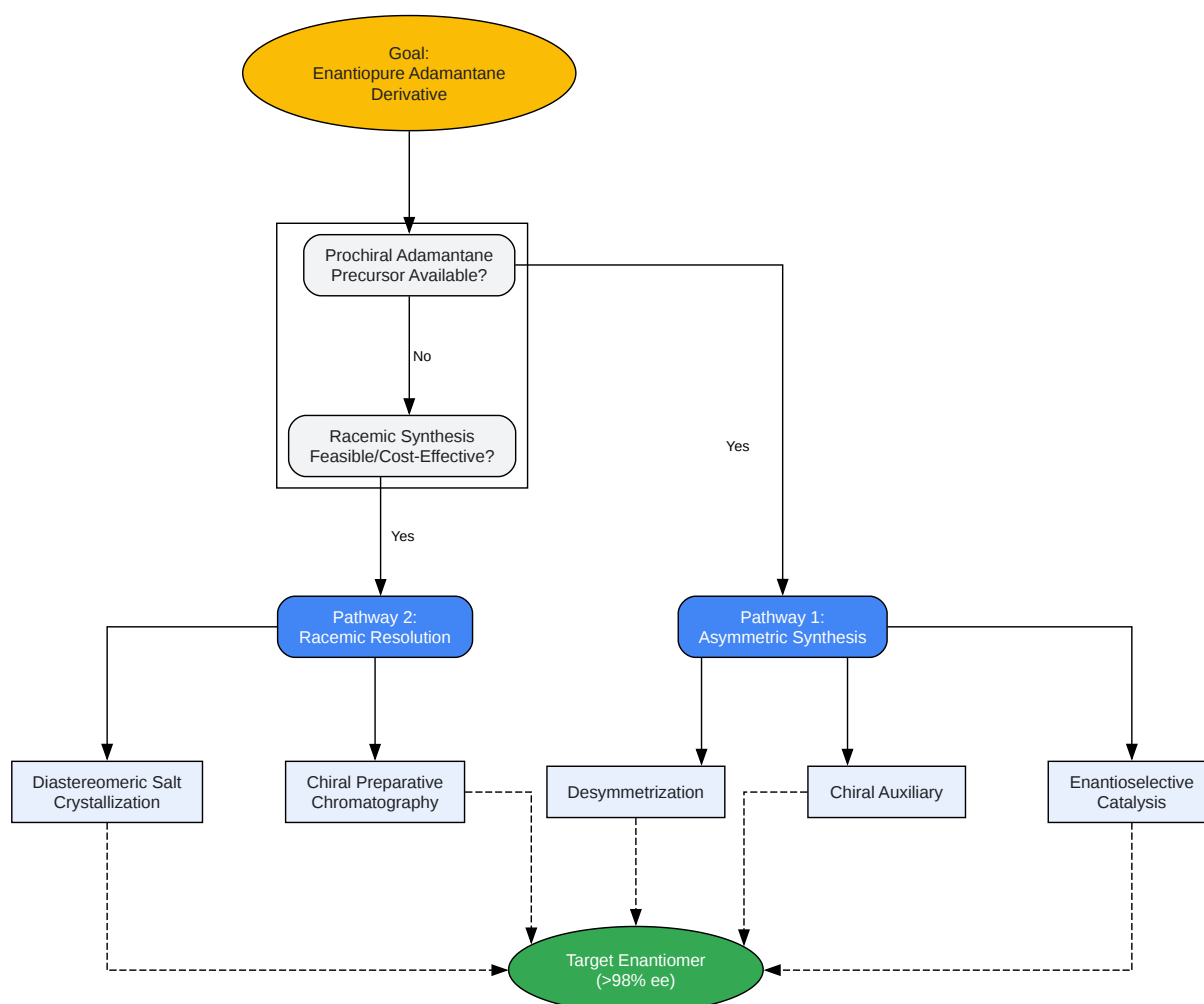 Goal:
Enantiopure Adamantane
Derivative
Prochiral Adamantane
Precursor Available?
No
Racemic Synthesis
Feasible/Cost-Effective?
Yes
Yes
Pathway 2:
Racemic Resolution
Pathway 1:
Asymmetric Synthesis
Diastereomeric Salt
Crystallization
Chiral Preparative
Chromatography
Desymmetrization
Chiral Auxiliary
Enantioselective
Catalysis
Target Enantiomer
(>98% ee)